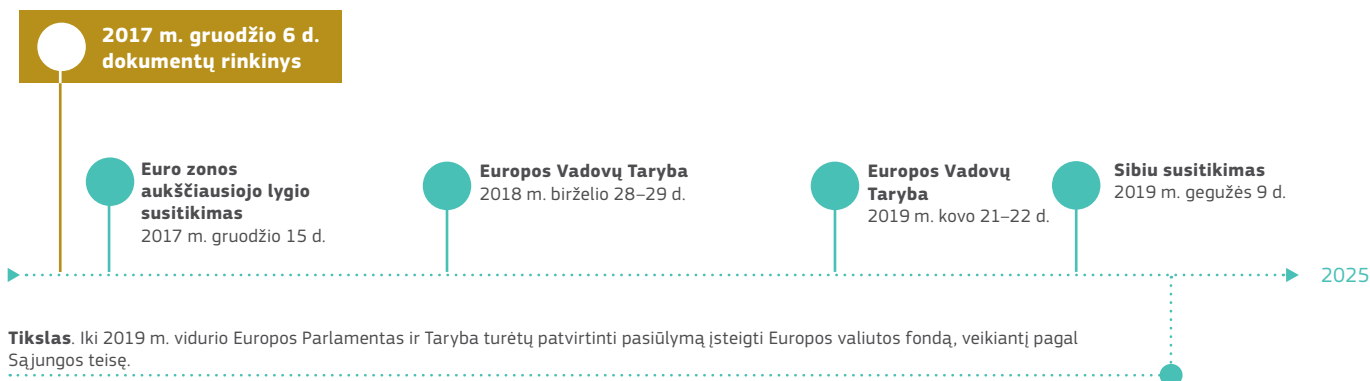 2017 m. gruodžio 6 d.
dokumentų rinkinys
Euro zonos
aukščiausiojo lygio
susitikimas
2017 m. gruodžio 15 d.
Europos Vadovų Taryba
2018 m. birželio 28–29 d.
Europos Vadovų
Taryba
2019 m. kovo 21–22 d.
Sibiu susitikimas
2019 m. gegužės 9 d.
2025
Tikslas. Iki 2019 m. vidurio Europos Parlamentas ir Taryba turėtų patvirtinti pasiūlymą įsteigti Europos valiutos fondą, veikiantį pagal
Sąjungos teisę.